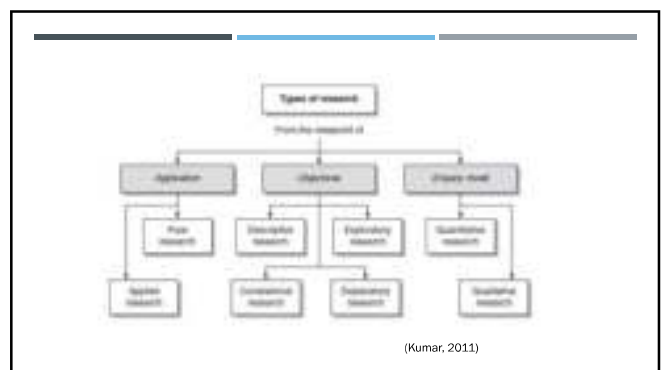 Types of research
From the viewpoint of
Application
Objectives
Enquiry mode
Pure
research
Descriptive
research
Exploratory
research
Quantitative
research
Applied
research
Correlational
research
Explanatory
research
Qualitative
research
(Kumar, 2011)